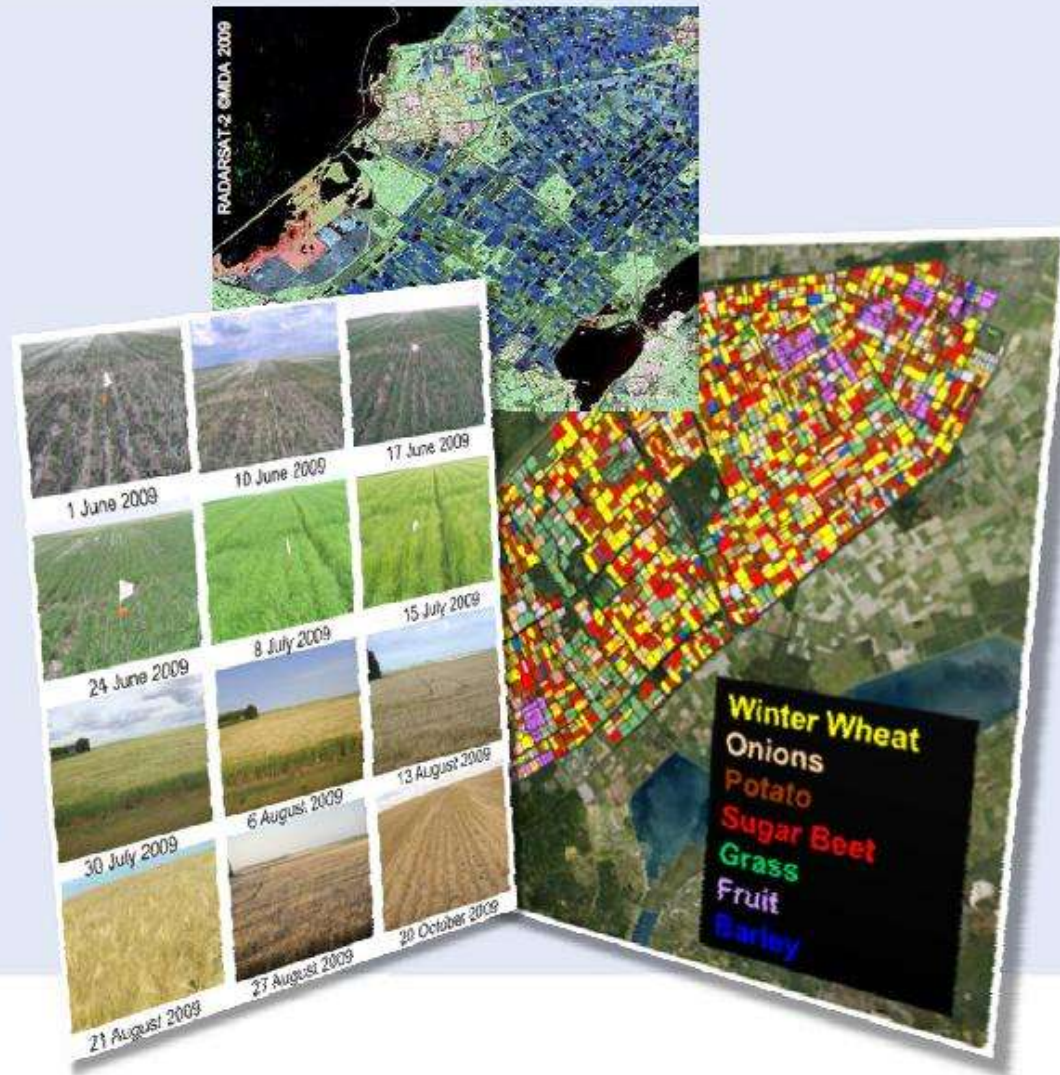 RADARSAT-2 ©MDA 2009
1 June 2009
10 June 2009
17 June 2009
24 June 2009
8 July 2009
15 July 2009
30 July 2009
6 August 2009
13 August 2009
21 August 2009
27 August 2009
20 October 2009
Winter Wheat
Onions
Potato
Sugar Beet
Grass
Fruit
Barley